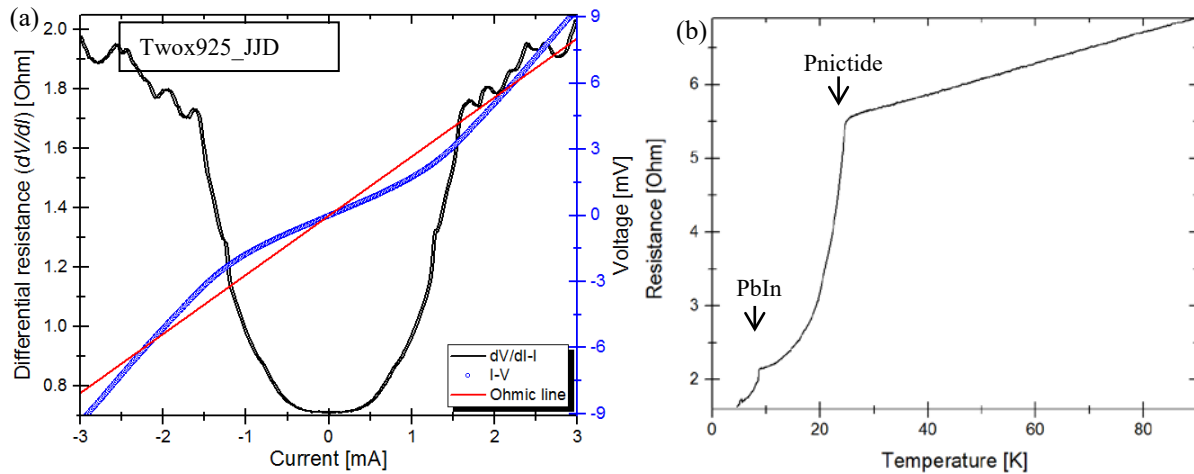 (a)
Twox925_JJD
Differential resistance (dV/dI) [Ohm]
2.0
1.8
1.6
1.4
1.2
1.0
0.8
-3
-2
-1
0
1
2
3
Current [mA]
9
6
3
0
-3
-6
-9
Voltage [mV]
dV/dI-I
I-V
Ohmic line
(b)
Pnictide
PbIn
Resistance [Ohm]
6
5
4
3
2
0
20
40
60
80
Temperature [K]